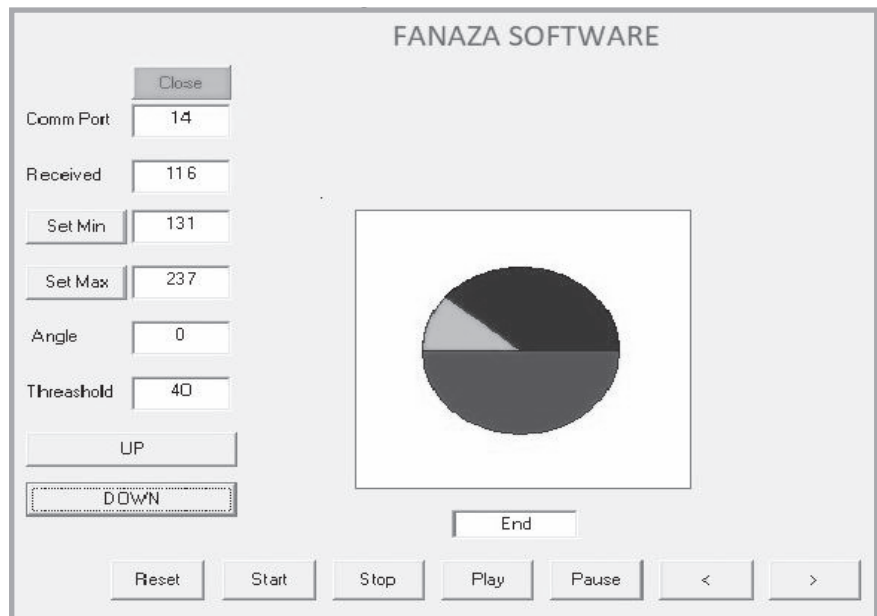 FANAZA SOFTWARE
Close
Comm Port 14
Received 116
Set Min 131
Set Max 237
Angle 0
Threashold 40
UP
DOWN
End
Reset Start Stop Play Pause < >